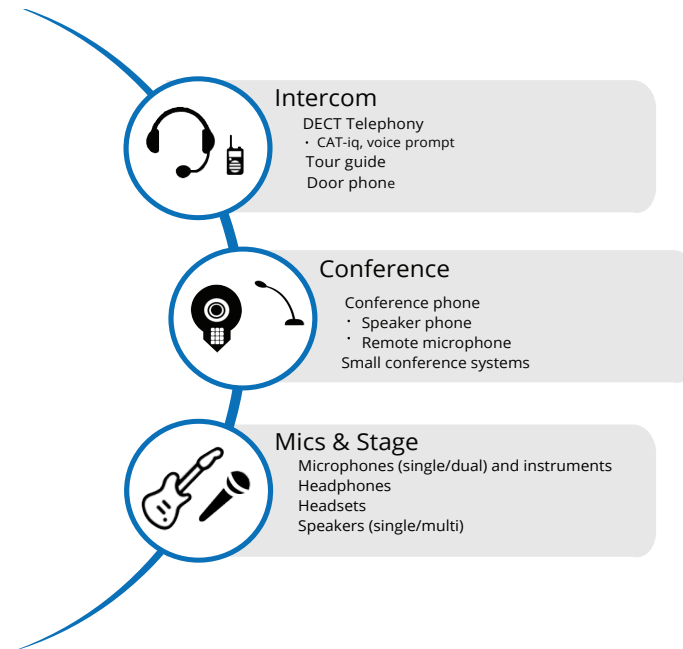 Intercom
DECT Telephony
· CAT-iq, voice prompt
Tour guide
Door phone
Conference
Conference phone
· Speaker phone
· Remote microphone
Small conference systems
Mics & Stage
Microphones (single/dual) and instruments
Headphones
Headsets
Speakers (single/multi)